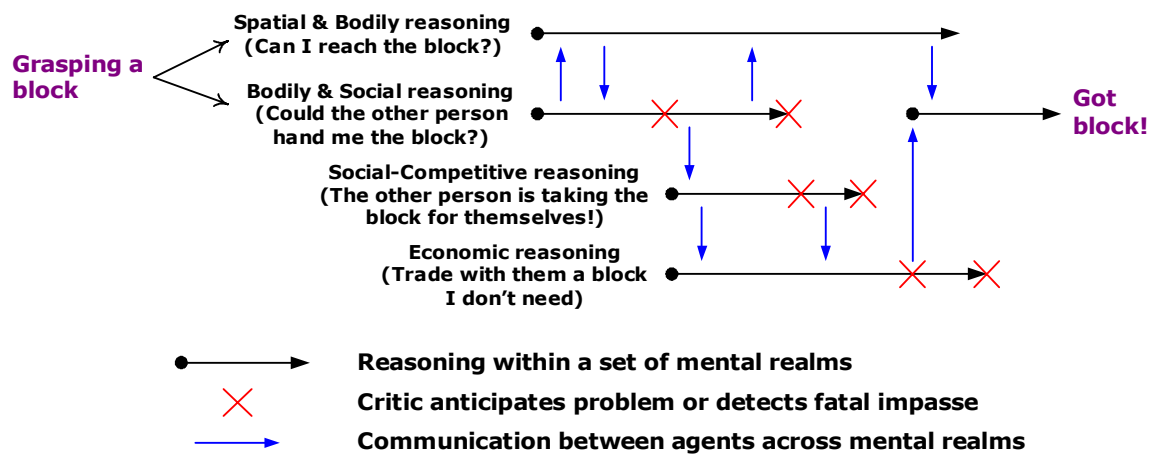 Spatial & Bodily reasoning
(Can I reach the block?)
Grasping a
block
Bodily & Social reasoning
(Could the other person
hand me the block?)
Got
block!
Social-Competitive reasoning
(The other person is taking the
block for themselves!)
Economic reasoning
(Trade with them a block
I don’t need)
Reasoning within a set of mental realms
Critic anticipates problem or detects fatal impasse
Communication between agents across mental realms